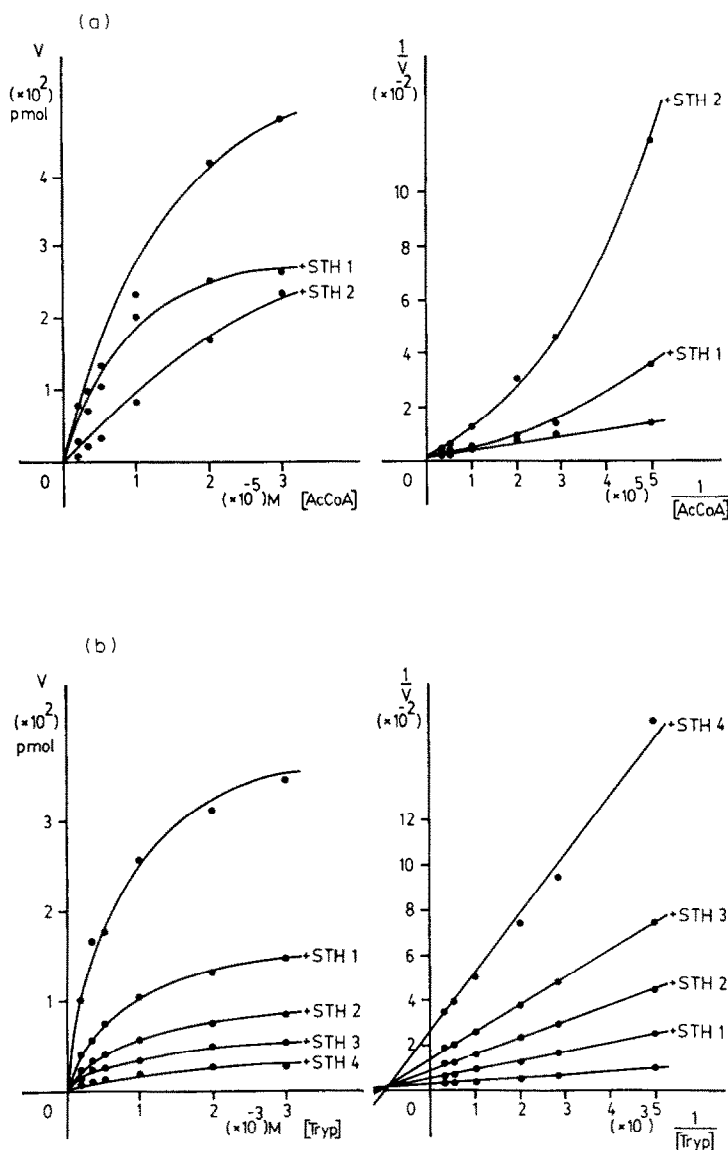 (a)
V
(×10²)
pmol
4
3
2
1
0
1
2
3
(×10⁻⁵)M [AcCoA]
+STH 1
+STH 2
1/V
(×10⁻²)
10
8
6
4
2
0
1
2
3
4
5
(×10⁵) 1/[AcCoA]
+STH 2
+STH 1
(b)
V
(×10²)
pmol
3
2
1
0
1
2
3
(×10⁻³)M [Tryp]
+STH 1
+STH 2
+STH 3
+STH 4
1/V
(×10⁻²)
12
10
8
6
4
2
0
1
2
3
5
(×10³) 1/[Tryp]
+STH 4
+STH 3
+STH 2
+STH 1